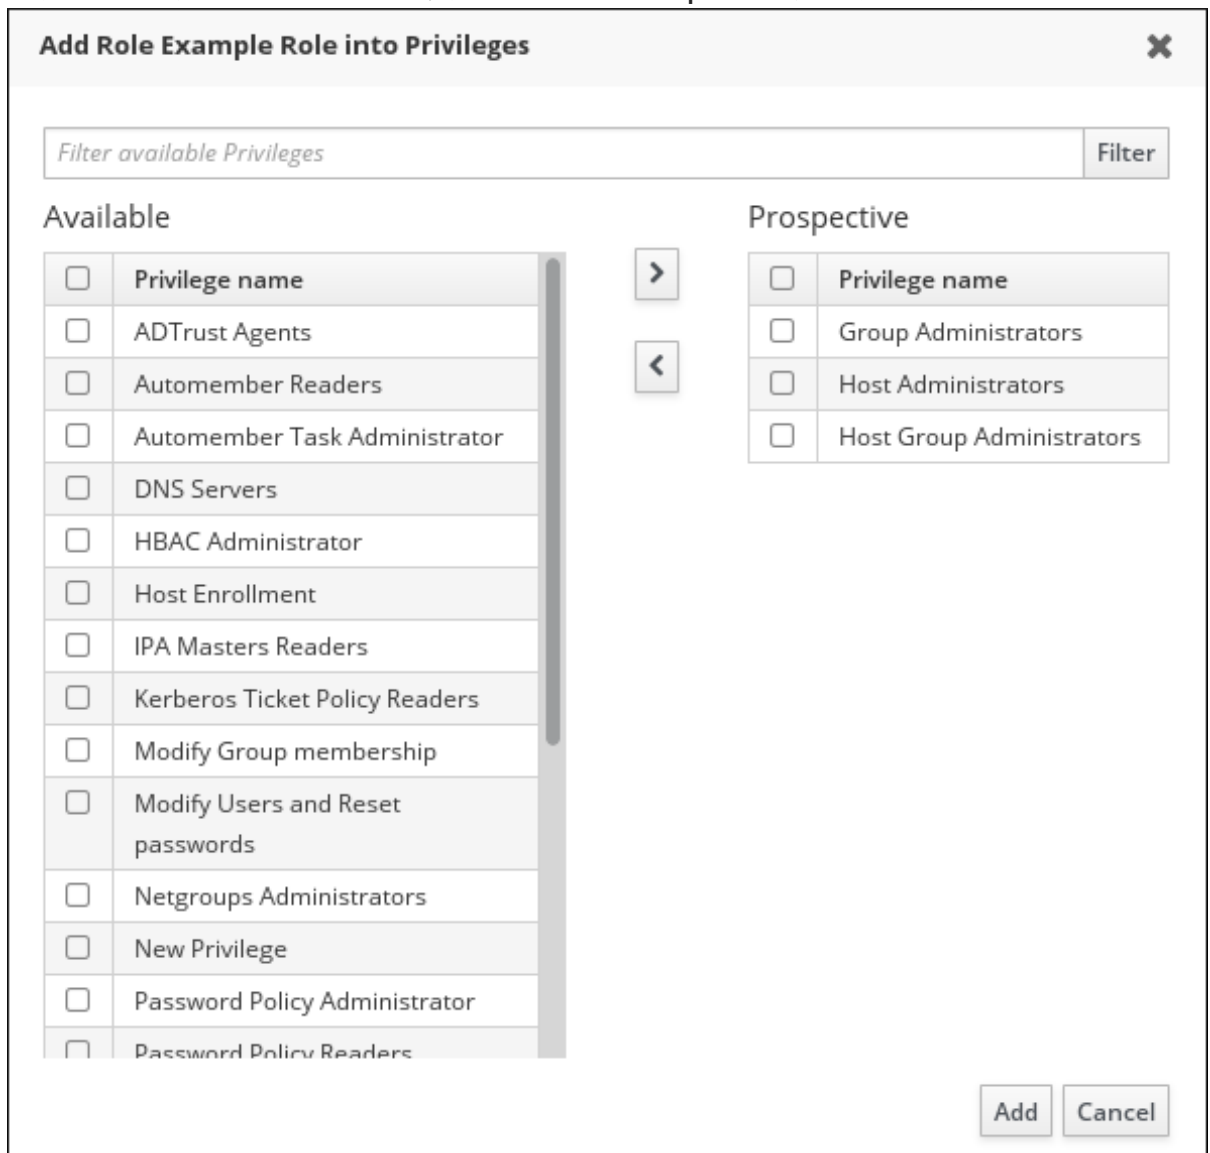 Add Role Example Role into Privileges
Filter available Privileges
Filter
Available
Prospective
Privilege name
ADTrust Agents
Automember Readers
Automember Task Administrator
DNS Servers
HBAC Administrator
Host Enrollment
IPA Masters Readers
Kerberos Ticket Policy Readers
Modify Group membership
Modify Users and Reset
passwords
Netgroups Administrators
New Privilege
Password Policy Administrator
Password Policy Readers
Privilege name
Group Administrators
Host Administrators
Host Group Administrators
Add
Cancel